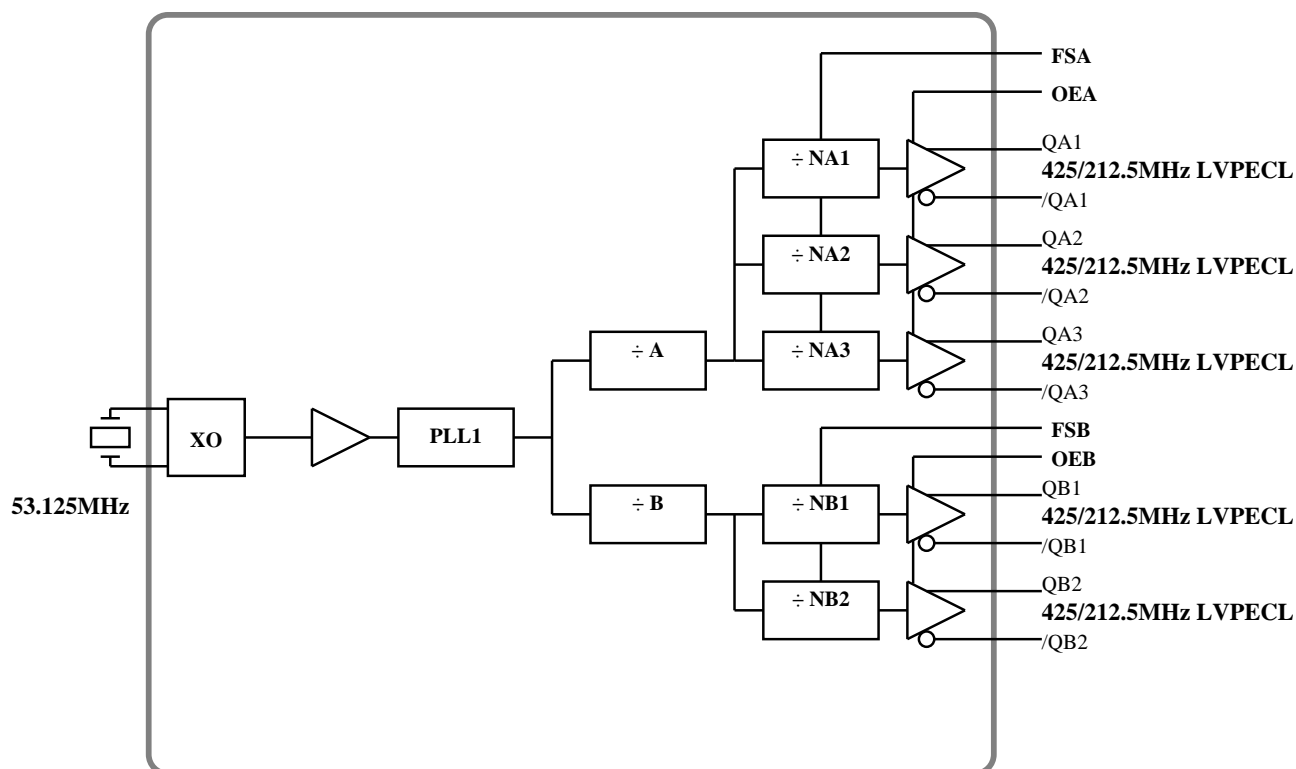 FSA
OEA
÷ NA1
QA1
425/212.5MHz LVPECL
/QA1
÷ NA2
QA2
425/212.5MHz LVPECL
/QA2
÷ A
÷ NA3
QA3
425/212.5MHz LVPECL
/QA3
XO
PLL1
53.125MHz
FSB
OEB
÷ B
÷ NB1
QB1
425/212.5MHz LVPECL
/QB1
÷ NB2
QB2
425/212.5MHz LVPECL
/QB2